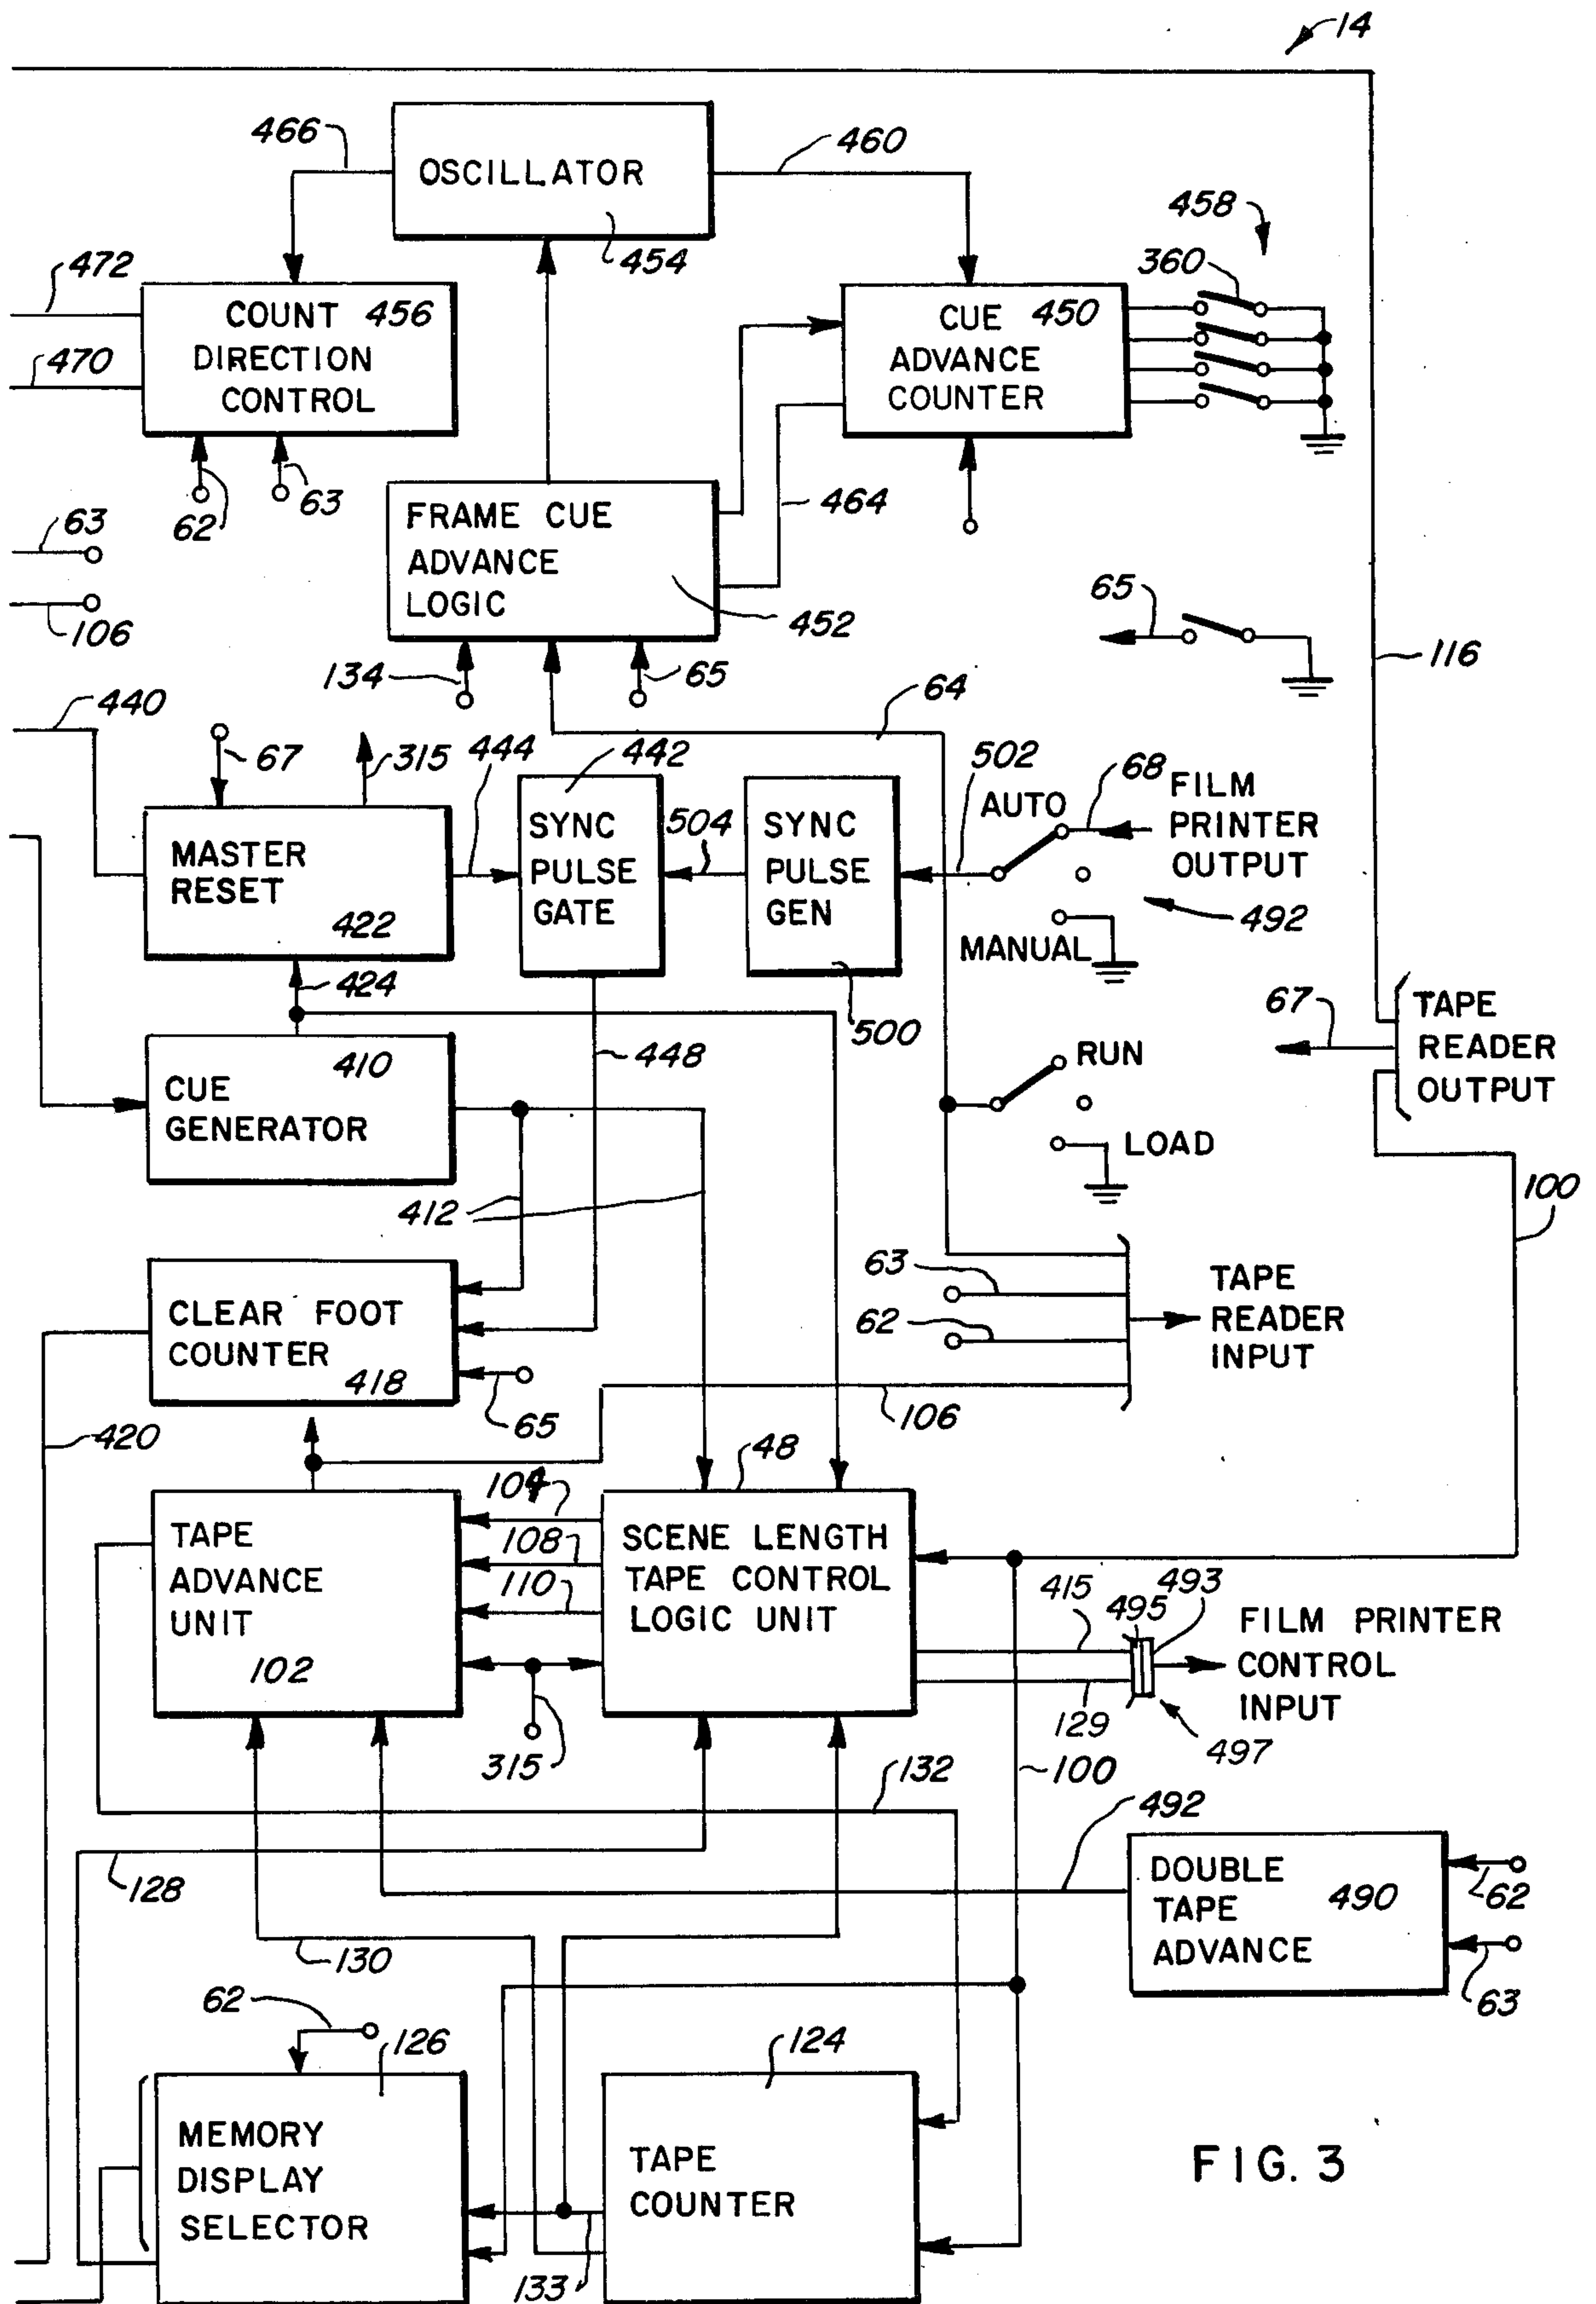 14
466
OSCILLATOR
460
454
458
472
360
COUNT 456
DIRECTION
CONTROL
470
CUE 450
ADVANCE
COUNTER
62
63
464
63
106
FRAME CUE
ADVANCE
LOGIC
452
65
116
134
65
64
440
67
315
444
442
502
68
AUTO
FILM
PRINTER
OUTPUT
SYNC
PULSE
GATE
504
SYNC
PULSE
GEN
MASTER
RESET
422
492
MANUAL
424
500
67
TAPE
READER
OUTPUT
448
RUN
410
CUE
GENERATOR
LOAD
412
100
63
TAPE
READER
INPUT
62
CLEAR FOOT
COUNTER
418
65
106
420
48
104
108
110
TAPE
ADVANCE
UNIT
102
SCENE LENGTH
TAPE CONTROL
LOGIC UNIT
415
495
493
FILM PRINTER
CONTROL
INPUT
129
497
315
132
100
492
128
DOUBLE
TAPE 490
ADVANCE
62
130
63
62
126
124
MEMORY
DISPLAY
SELECTOR
TAPE
COUNTER
133
FIG. 3